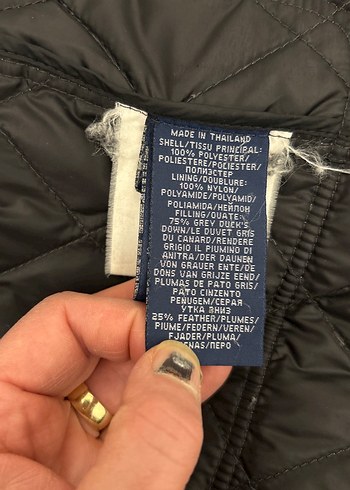 MADE IN THAILAND
SHELL/TISSU PRINCIPAL:
100% POLYESTER/
POLIESTERE/POLIESTER/
ПОЛИЭСТЕР
LINING/DOUBLURE:
100% NYLON/
POLYAMIDE/POLYAMID/
POLIAMIDA/НЕЙЛОН
FILLING/OUATE:
75% GREY DUCK'S
DOWN/LE DUVET GRIS
DU CANARD/RENDERE
GRIGIO IL PIUMINO DI
ANITRA/DER DAUNEN
VON GRAUER ENTE/DE
DONS VAN GRIJZE EEND/
PLUMAS DE PATO GRIS/
PATO CINZENTO
PENUGEM/СЕРАЯ
УТКА ВНИЗ
25% FEATHER/PLUMES/
PIUME/FEDERN/VEREN/
FJADER/PLUMA/
ENAS/ПЕРО